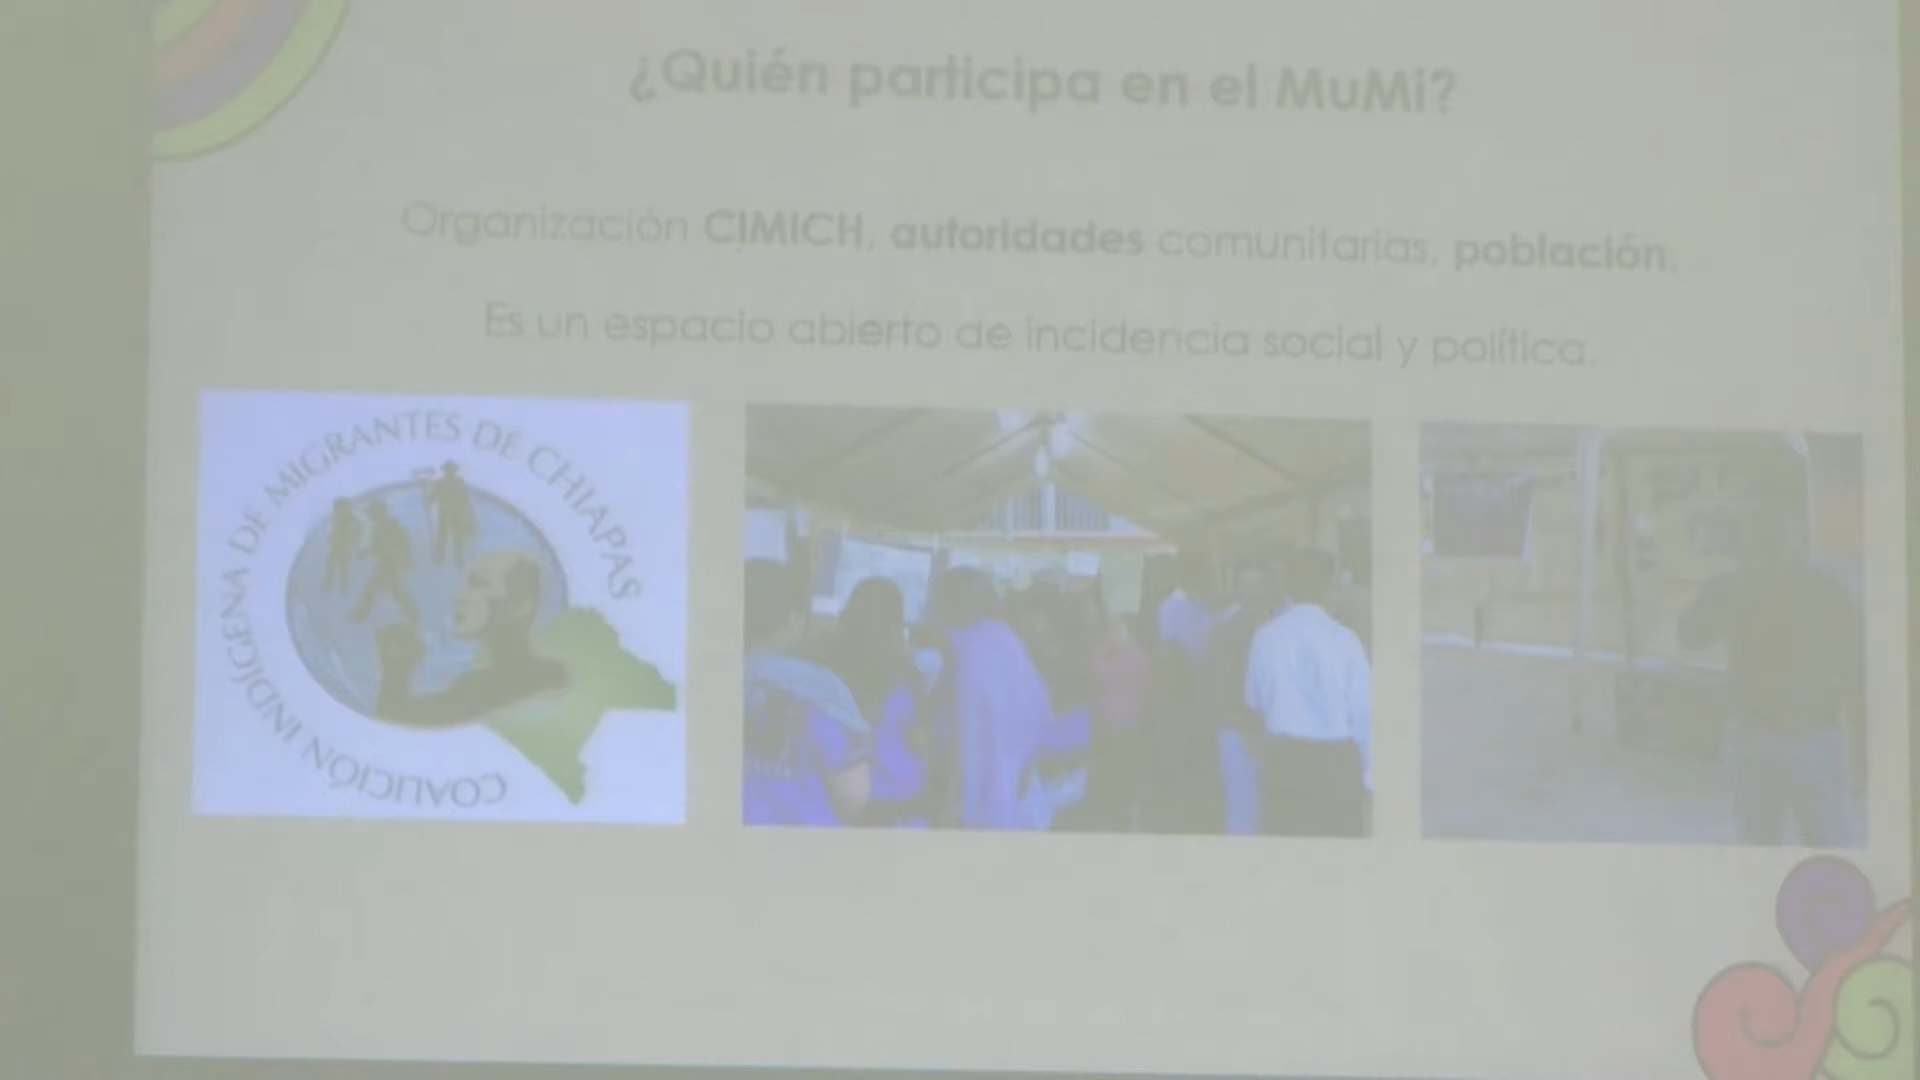 ¿Quién participa en el MuMi?
Organización CIMICH, autoridades comunitarias, población.
Es un espacio abierto de incidencia social y política.
COALICIÓN INDÍGENA DE MIGRANTES DE CHIAPAS